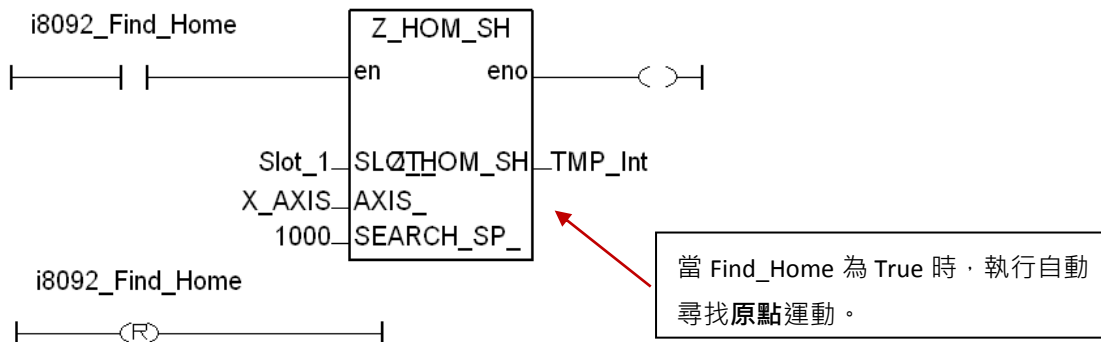 i8092_Find_Home
Z_HOM_SH
en eno
Slot_1 SLOT_ Z_HOM_SH TMP_Int
X_AXIS AXIS_
1000 SEARCH_SP_
i8092_Find_Home
R
當 Find_Home 為 True 時，執行自動
尋找原點運動。